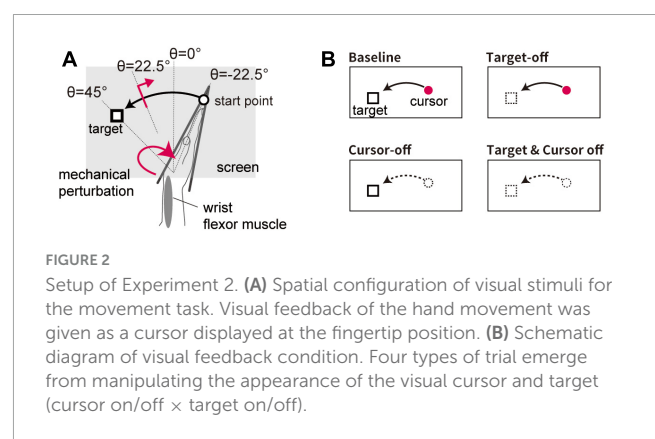 A
θ=0°
θ=22.5°
θ=-22.5°
θ=45°
start point
target
mechanical
perturbation
screen
wrist
flexor muscle
B
Baseline
Target-off
target
cursor
Cursor-off
Target & Cursor off
FIGURE 2
Setup of Experiment 2. (A) Spatial configuration of visual stimuli for
the movement task. Visual feedback of the hand movement was
given as a cursor displayed at the fingertip position. (B) Schematic
diagram of visual feedback condition. Four types of trial emerge
from manipulating the appearance of the visual cursor and target
(cursor on/off × target on/off).